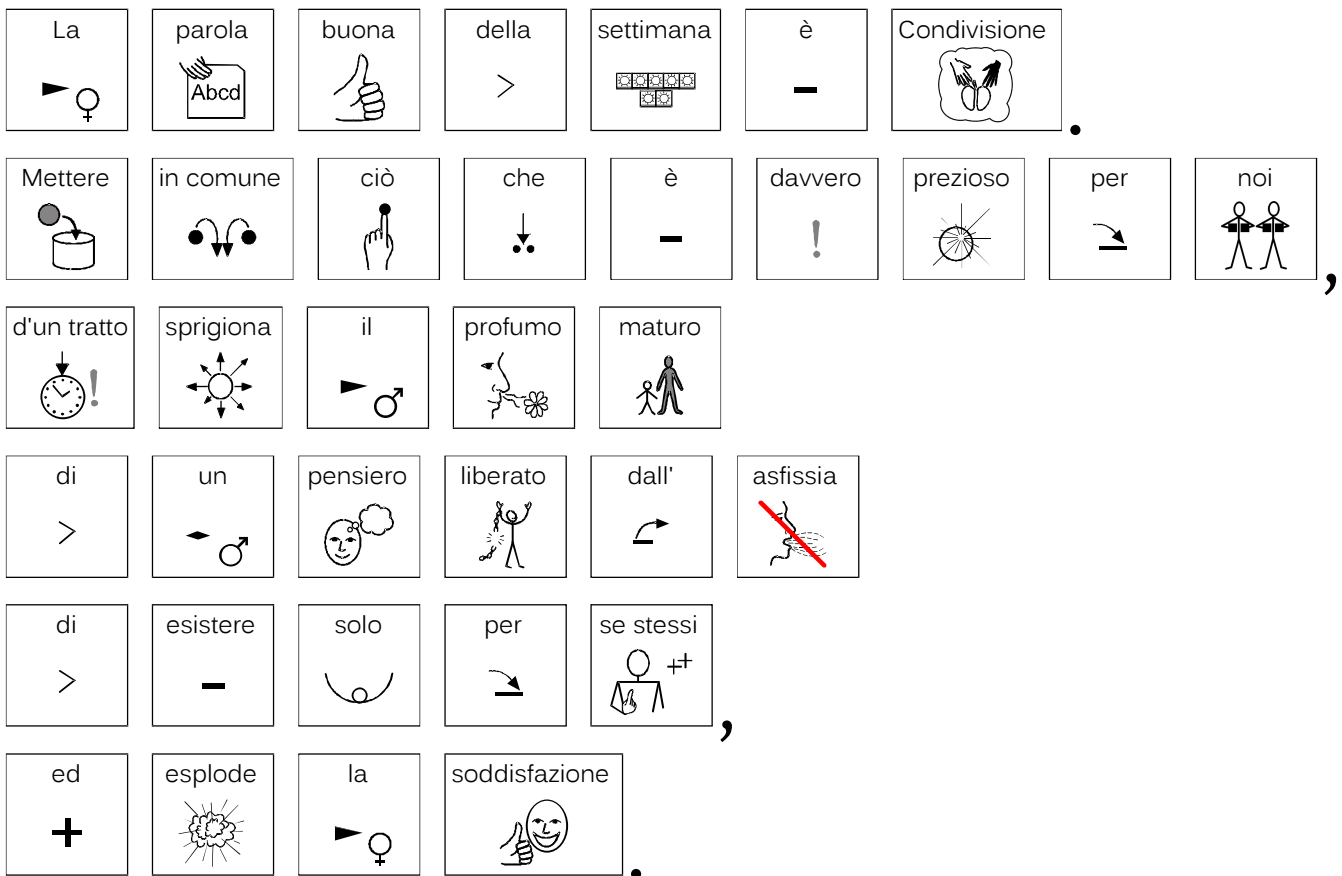 La parola buona della settimana è Condivisione.
Abcd
Mettere in comune ciò che è davvero prezioso per noi,
d'un tratto sprigiona il profumo maturo
di un pensiero liberato dall' asfissia
di esistere solo per se stessi,
ed esplode la soddisfazione.